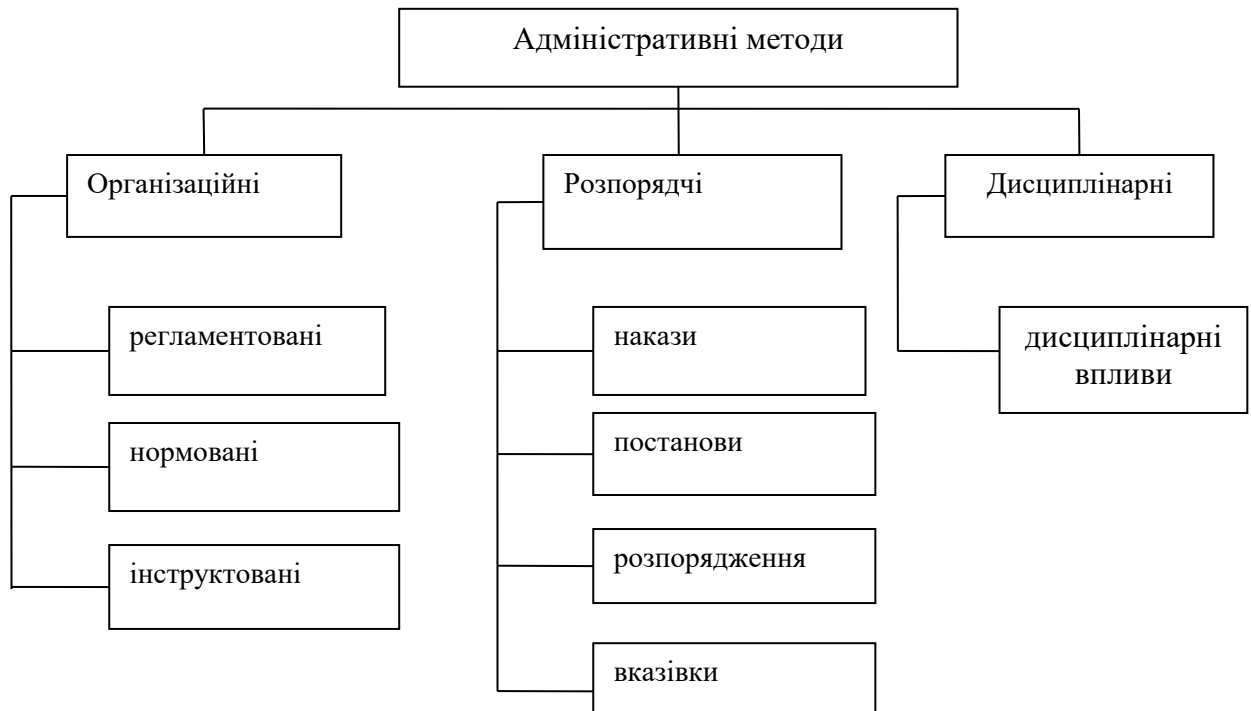 Адміністративні методи
Організаційні
Розпорядчі
Дисциплінарні
регламентовані
нормовані
інструктовані
накази
постанови
розпорядження
вказівки
дисциплінарні
впливи